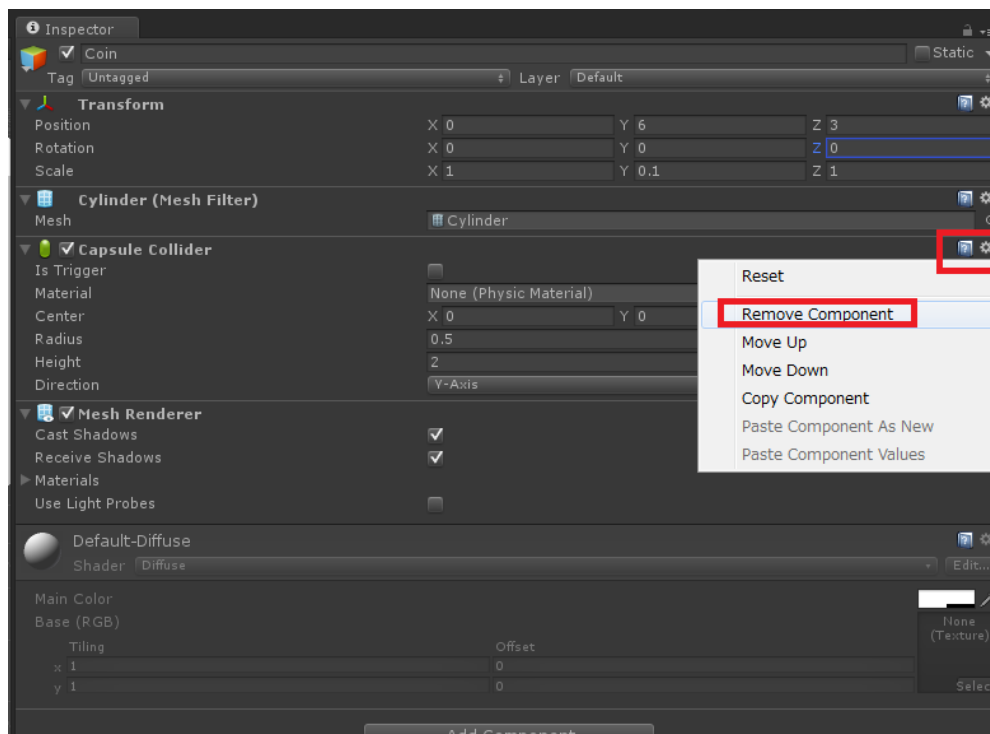 Inspector
Coin Static
Tag Untagged Layer Default
Transform
Position X 0 Y 6 Z 3
Rotation X 0 Y 0 Z 0
Scale X 1 Y 0.1 Z 1
Cylinder (Mesh Filter)
Mesh Cylinder
Capsule Collider
Is Trigger
Material None (Physic Material)
Center X 0 Y 0
Radius 0.5
Height 2
Direction Y-Axis
Reset
Remove Component
Move Up
Move Down
Copy Component
Paste Component As New
Paste Component Values
Mesh Renderer
Cast Shadows
Receive Shadows
Materials
Use Light Probes
Default-Diffuse
Shader Diffuse Edit...
Main Color
Base (RGB) None
(Texture)
Tiling Offset
x 1 0
y 1 0 Selec
Add Component